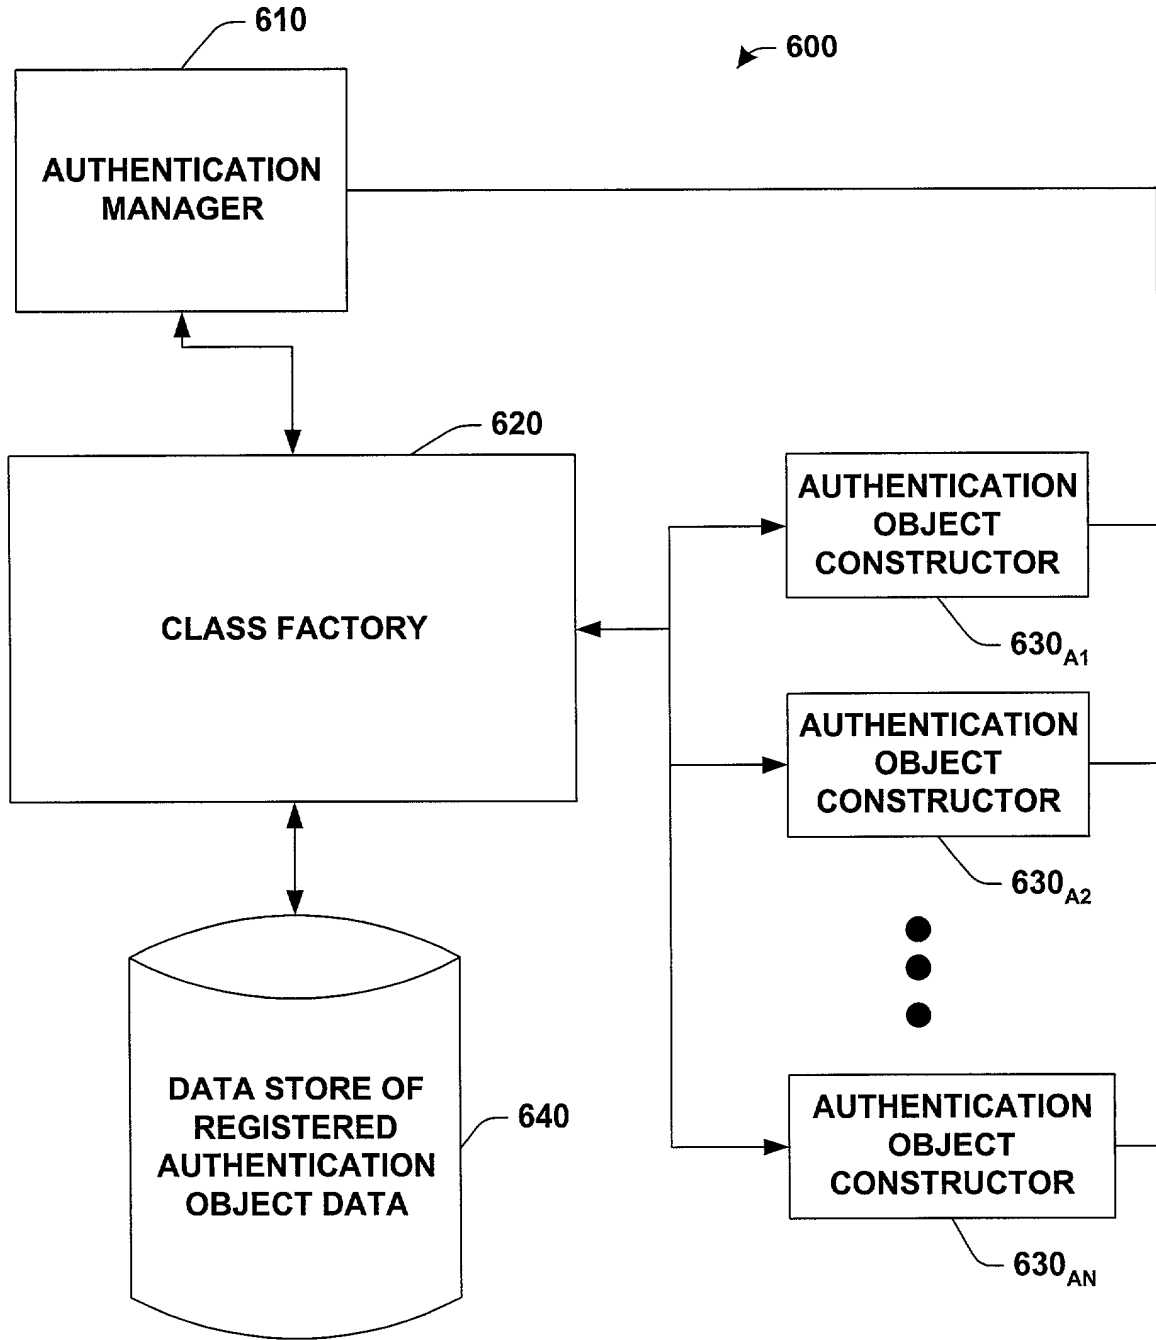 610
600
AUTHENTICATION
MANAGER
620
CLASS FACTORY
AUTHENTICATION
OBJECT
CONSTRUCTOR
630A1
AUTHENTICATION
OBJECT
CONSTRUCTOR
630A2
DATA STORE OF
REGISTERED
AUTHENTICATION
OBJECT DATA
640
AUTHENTICATION
OBJECT
CONSTRUCTOR
630AN